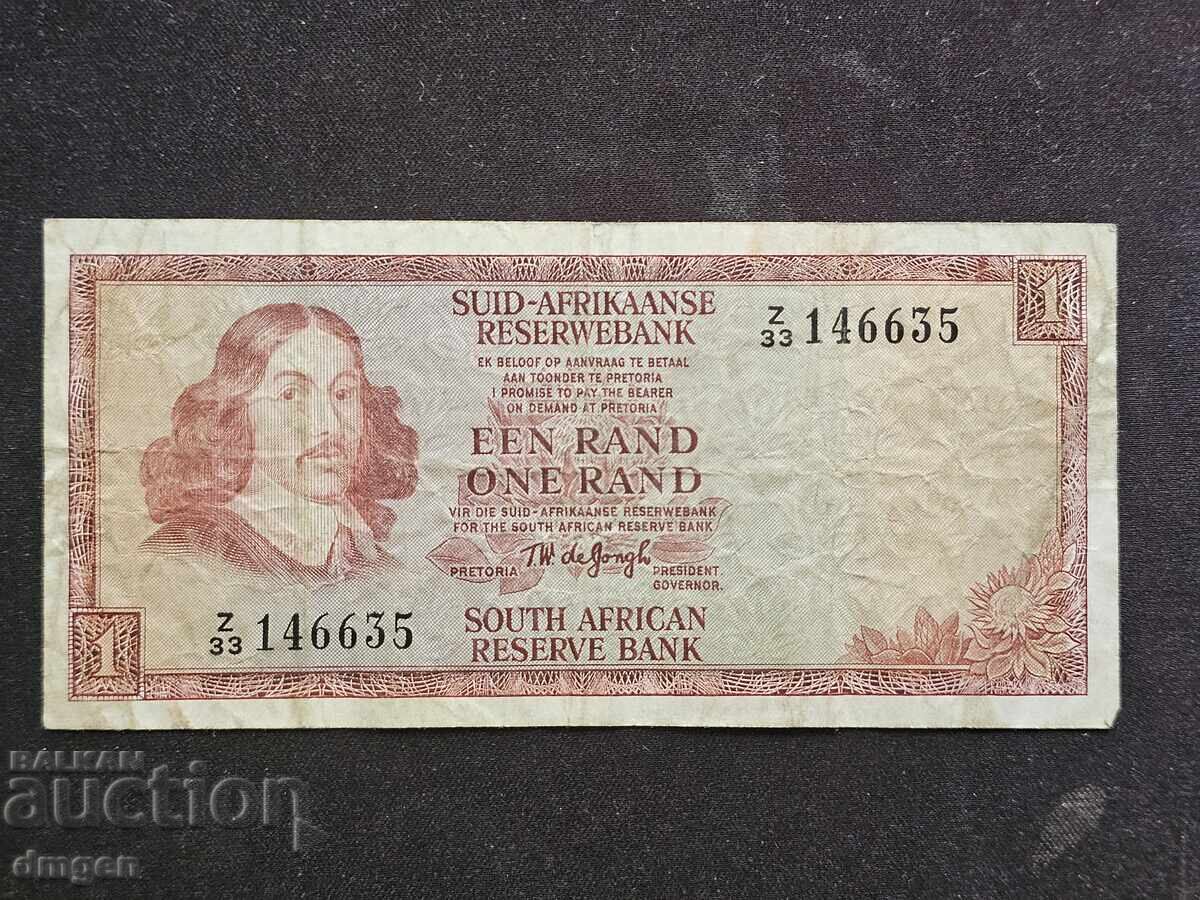 1
SUID-AFRIKAANSE
RESERWEBANK
Z/33 146635
EK BELOOF OP AANVRAAG TE BETAAL
AAN TOONDER TE PRETORIA
I PROMISE TO PAY THE BEARER
ON DEMAND AT PRETORIA
EEN RAND
ONE RAND
VIR DIE SUID-AFRIKAANSE RESERWEBANK
FOR THE SOUTH AFRICAN RESERVE BANK
T.W. de Jongh
PRETORIA
PRESIDENT
GOVERNOR.
Z/33 146635
SOUTH AFRICAN
RESERVE BANK
1
BALKAN
auction
dmgen